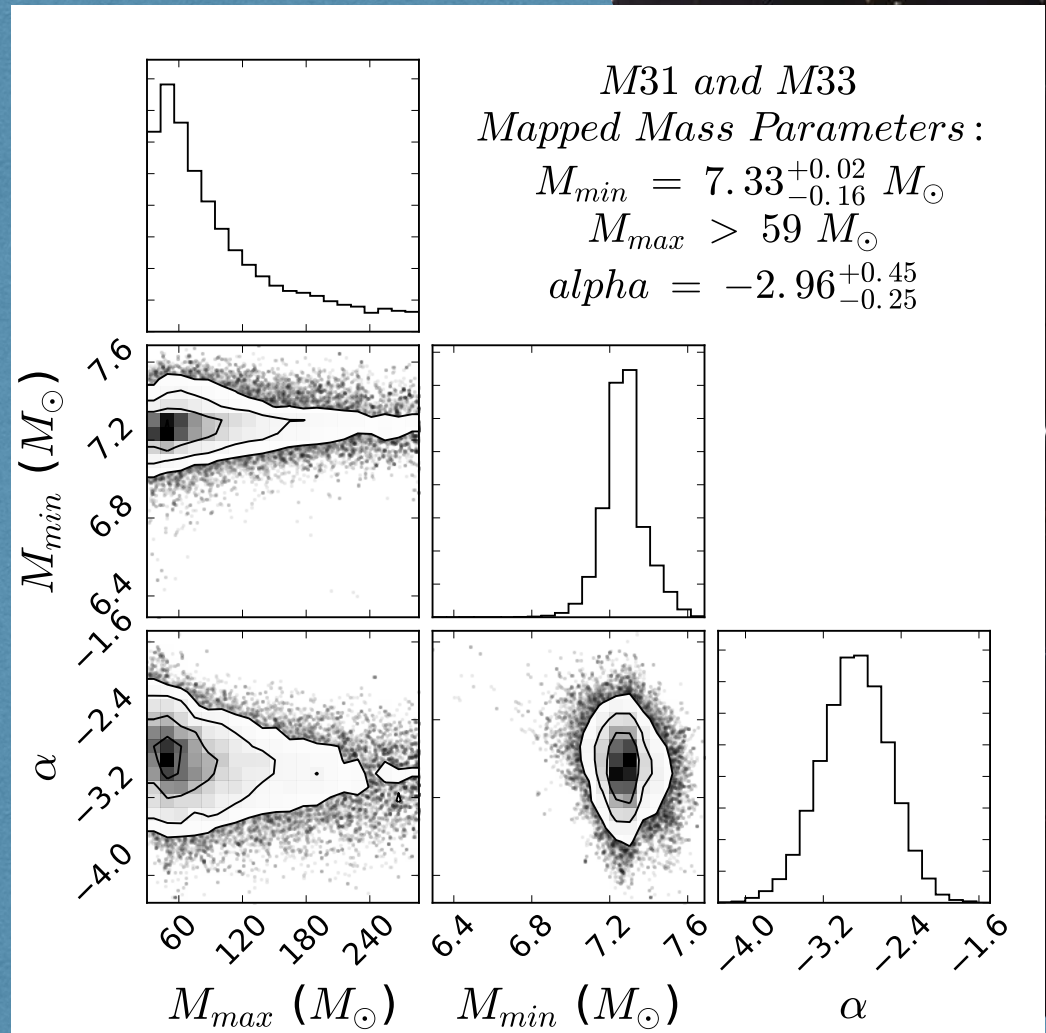 M31 and M33
Mapped Mass Parameters:
M_min = 7.33^{+0.02}_{-0.16} M_⊙
M_max > 59 M_⊙
alpha = −2.96^{+0.45}_{-0.25}
7.6
7.2
6.8
6.4
M_min (M_⊙)
−1.6
−2.4
−3.2
−4.0
α
60 120 180 240
6.4 6.8 7.2 7.6
−4.0 −3.2 −2.4 −1.6
M_max (M_⊙) M_min (M_⊙) α